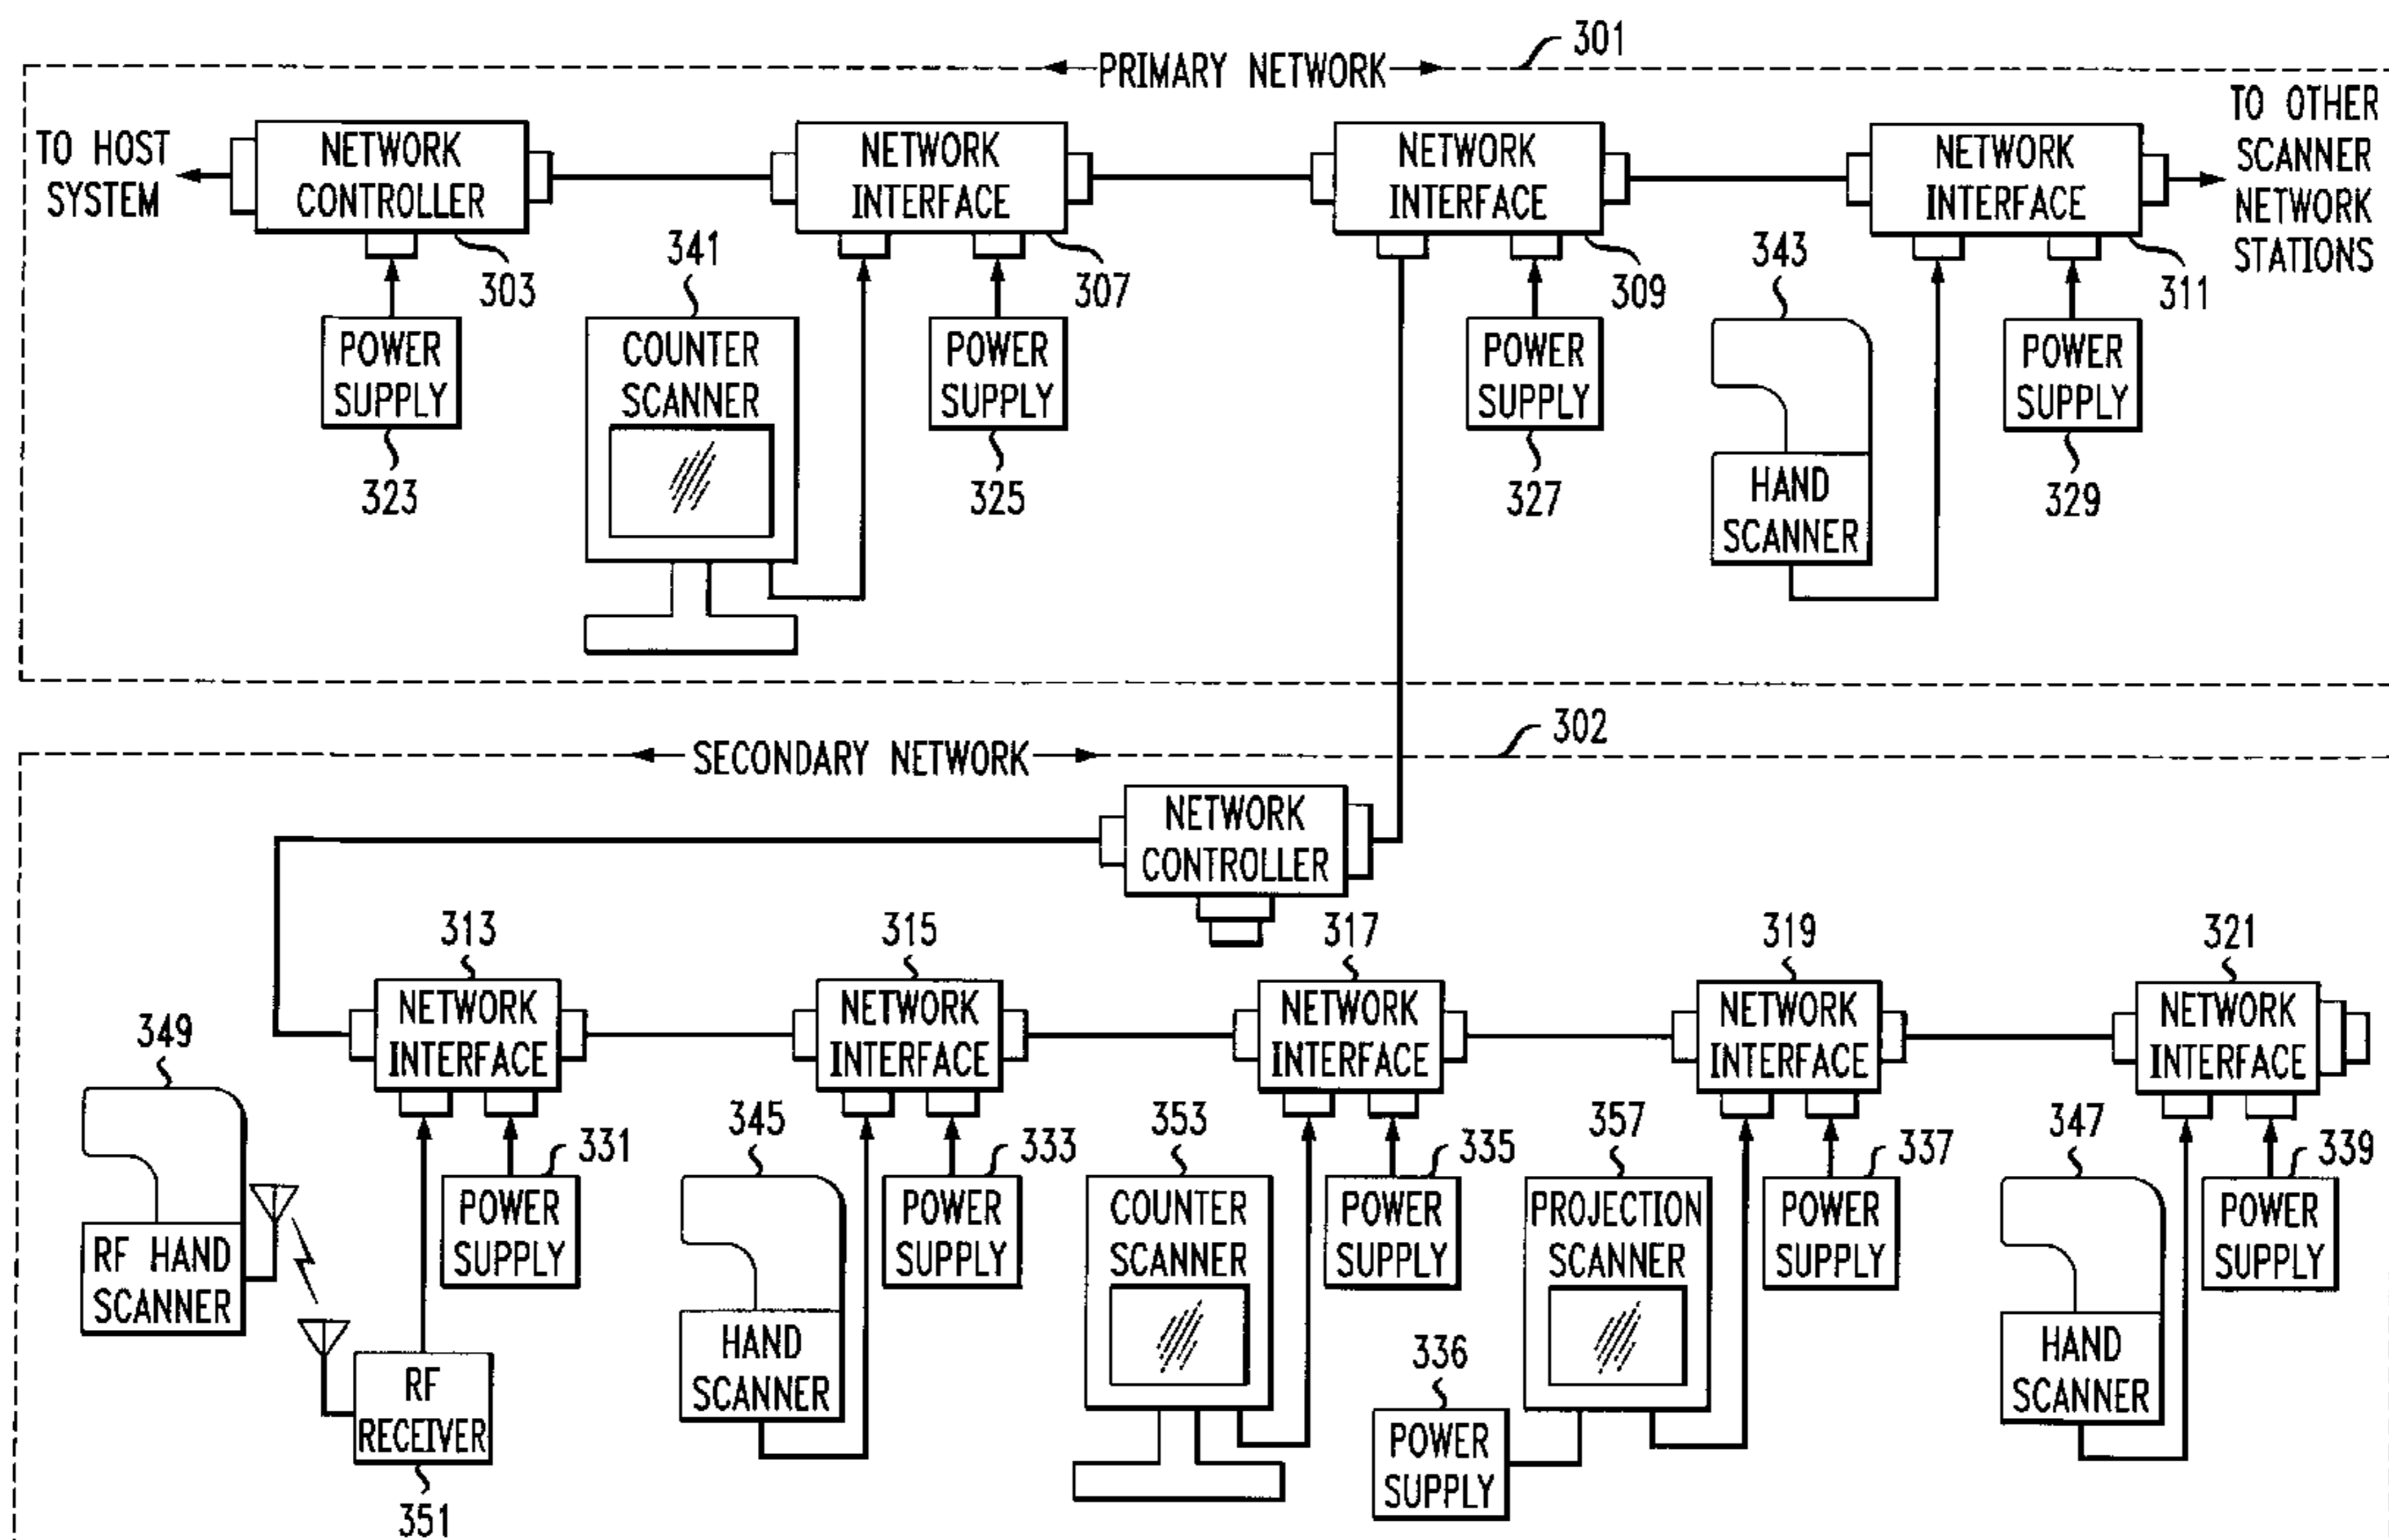 301
PRIMARY NETWORK
TO HOST
SYSTEM
NETWORK
CONTROLLER
303
NETWORK
INTERFACE
307
NETWORK
INTERFACE
309
NETWORK
INTERFACE
311
TO OTHER
SCANNER
NETWORK
STATIONS
POWER
SUPPLY
323
341
COUNTER
SCANNER
POWER
SUPPLY
325
POWER
SUPPLY
327
343
HAND
SCANNER
POWER
SUPPLY
329
302
SECONDARY NETWORK
NETWORK
CONTROLLER
313
NETWORK
INTERFACE
315
NETWORK
INTERFACE
317
NETWORK
INTERFACE
319
NETWORK
INTERFACE
321
NETWORK
INTERFACE
349
RF HAND
SCANNER
RF
RECEIVER
351
331
POWER
SUPPLY
345
HAND
SCANNER
333
POWER
SUPPLY
353
COUNTER
SCANNER
335
POWER
SUPPLY
336
POWER
SUPPLY
357
PROJECTION
SCANNER
337
POWER
SUPPLY
347
HAND
SCANNER
339
POWER
SUPPLY